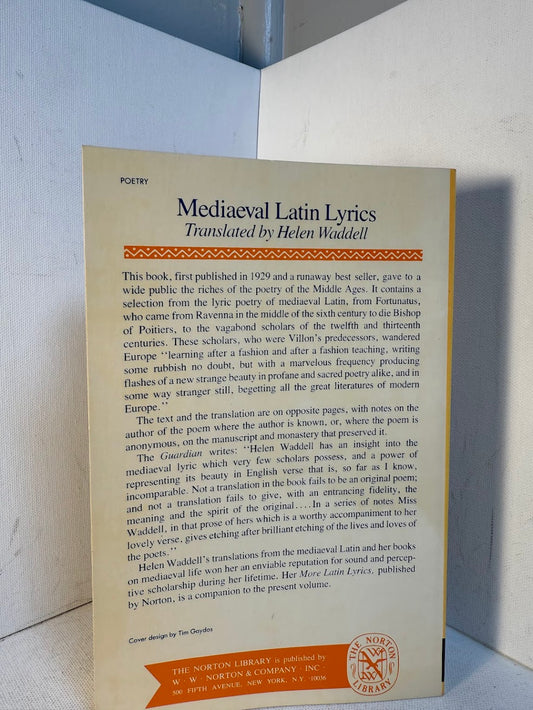 POETRY
Mediaeval Latin Lyrics
Translated by Helen Waddell
This book, first published in 1929 and a runaway best seller, gave to a
wide public the riches of the poetry of the Middle Ages. It contains a
selection from the lyric poetry of mediaeval Latin, from Fortunatus,
who came from Ravenna in the middle of the sixth century to die Bishop
of Poitiers, to the vagabond scholars of the twelfth and thirteenth
centuries. These scholars, who were Villon's predecessors, wandered
Europe "learning after a fashion and after a fashion teaching, writing
some rubbish no doubt, but with a marvelous frequency producing
flashes of a new strange beauty in profane and sacred poetry alike, and in
some way stranger still, begetting all the great literatures of modern
Europe."
The text and the translation are on opposite pages, with notes on the
author of the poem where the author is known, or, where the poem is
anonymous, on the manuscript and monastery that preserved it.
The Guardian writes: "Helen Waddell has an insight into the
mediaeval lyric which very few scholars possess, and a power of
representing its beauty in English verse that is, so far as I know,
incomparable. Not a translation in the book fails to be an original poem;
and not a translation fails to give, with an entrancing fidelity, the
meaning and the spirit of the original....In a series of notes Miss
Waddell, in that prose of hers which is a worthy accompaniment to her
lovely verse, gives etching after brilliant etching of the lives and loves of
the poets."
Helen Waddell's translations from the mediaeval Latin and her books
on mediaeval life won her an enviable reputation for sound and percep-
tive scholarship during her lifetime. Her More Latin Lyrics, published
by Norton, is a companion to the present volume.
Cover design by Tim Gaydos
THE NORTON LIBRARY is published by
W · W · NORTON & COMPANY · INC ·
500 FIFTH AVENUE, NEW YORK, N.Y. 10036
THE NORTON
LIBRARY